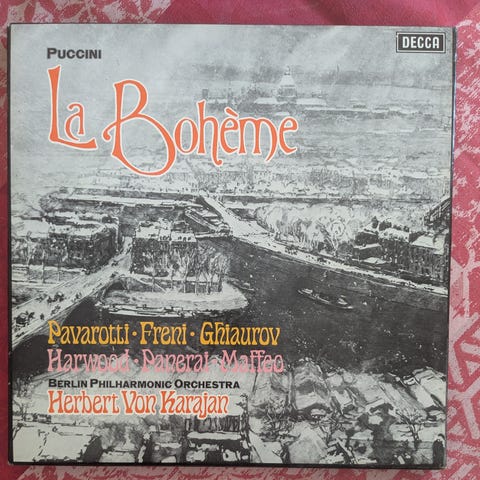 DECCA
PUCCINI
La Bohème
Pavarotti · Freni · Ghiaurov
Harwood · Panerai · Maffeo
BERLIN PHILHARMONIC ORCHESTRA
Herbert Von Karajan